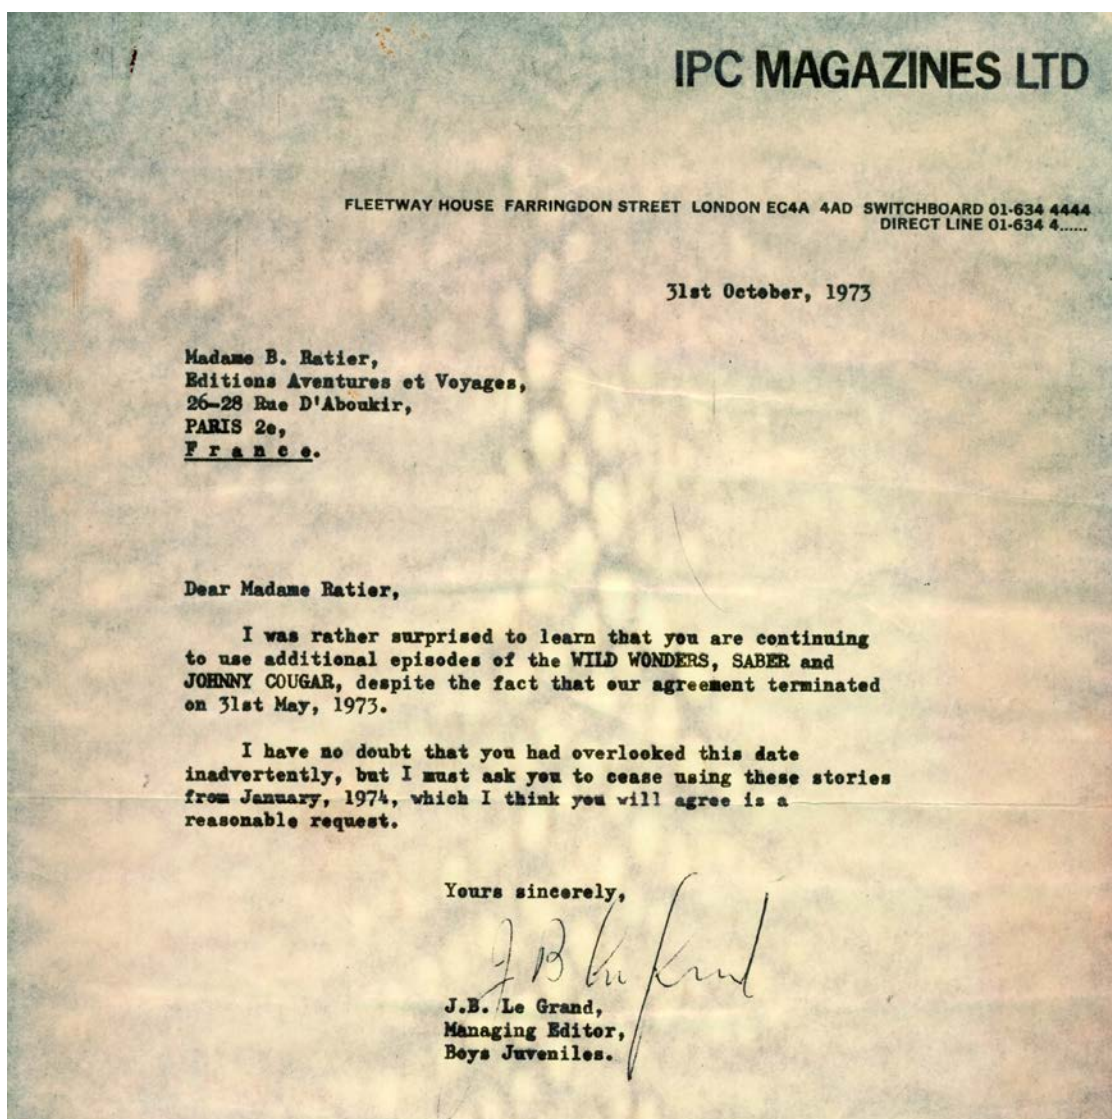 IPC MAGAZINES LTD
FLEETWAY HOUSE FARRINGDON STREET LONDON EC4A 4AD SWITCHBOARD 01-634 4444
DIRECT LINE 01-634 4......
31st October, 1973
Madame B. Ratier,
Editions Aventures et Voyages,
26-28 Rue D'Aboukir,
PARIS 2e,
France.
Dear Madame Ratier,
I was rather surprised to learn that you are continuing
to use additional episodes of the WILD WONDERS, SABER and
JOHNNY COUGAR, despite the fact that our agreement terminated
on 31st May, 1973.
I have no doubt that you had overlooked this date
inadvertently, but I must ask you to cease using these stories
from January, 1974, which I think you will agree is a
reasonable request.
Yours sincerely,
J B Le Grand
J.B. Le Grand,
Managing Editor,
Boys Juveniles.